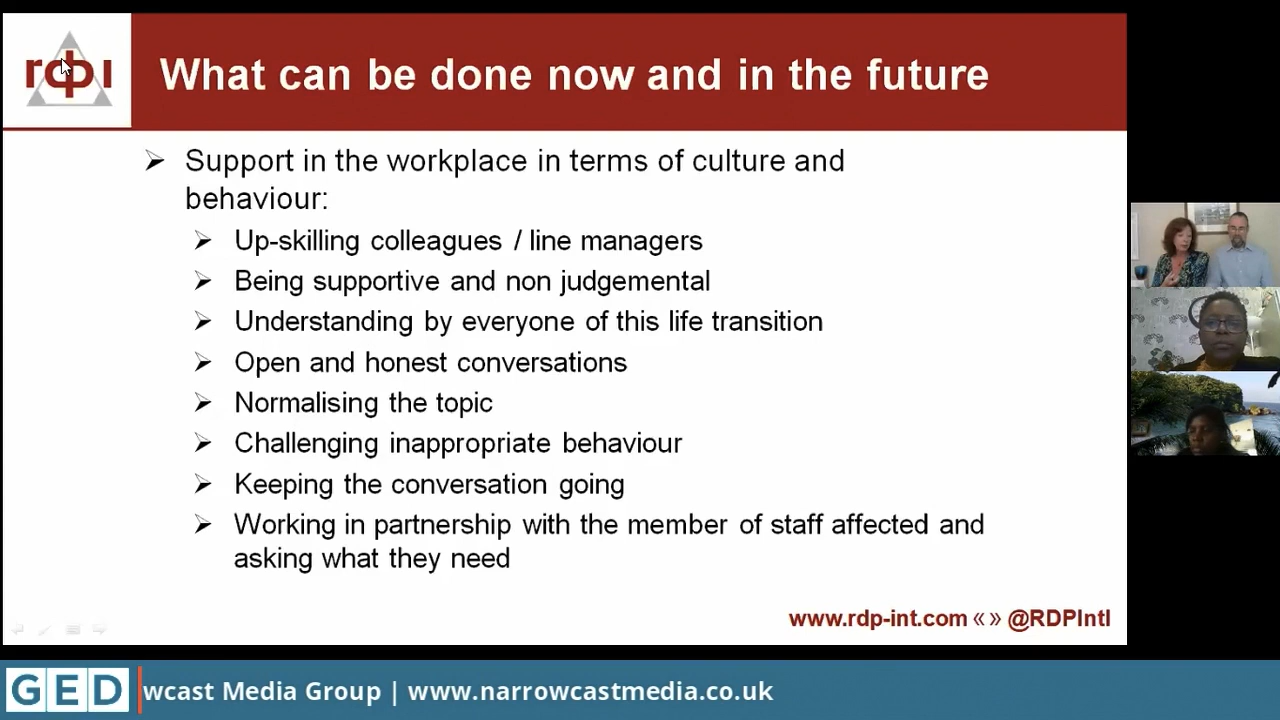 rdpi
What can be done now and in the future
Support in the workplace in terms of culture and
behaviour:
Up-skilling colleagues / line managers
Being supportive and non judgemental
Understanding by everyone of this life transition
Open and honest conversations
Normalising the topic
Challenging inappropriate behaviour
Keeping the conversation going
Working in partnership with the member of staff affected and
asking what they need
www.rdp-int.com «» @RDPIntl
GED wcast Media Group | www.narrowcastmedia.co.uk